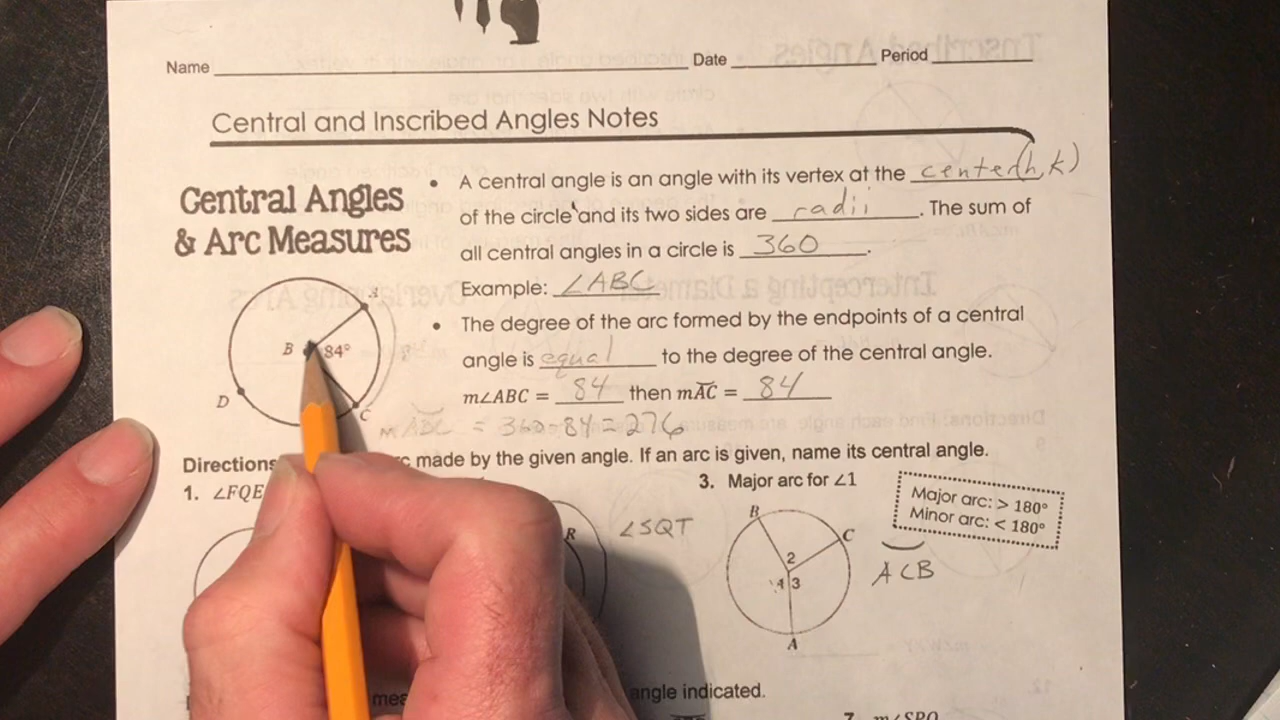 Name Date Period
Central and Inscribed Angles Notes
Central Angles
& Arc Measures
• A central angle is an angle with its vertex at the center(h,k)
of the circle and its two sides are radii. The sum of
all central angles in a circle is 360.
Example: ∠ABC
• The degree of the arc formed by the endpoints of a central
angle is equal to the degree of the central angle.
m∠ABC = 84 then mAC = 84
A
B 84°
D
C
mADC = 360-84=276
Directions made by the given angle. If an arc is given, name its central angle.
1. ∠FQE
R
∠SQT
3. Major arc for ∠1
Major arc: > 180°
Minor arc: < 180°
B
C
2
3
A
ACB
angle indicated.
7. m∠SPQ